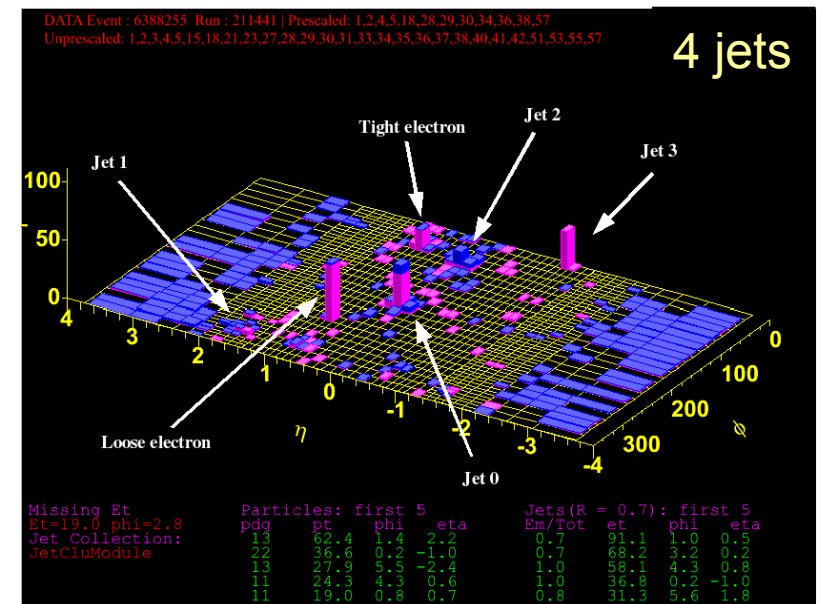 DATA Event : 6388255 Run : 211441 | Prescaled: 1,2,4,5,18,28,29,30,34,36,38,57
Unprescaled: 1,2,3,4,5,15,18,21,23,27,28,29,30,31,33,34,35,36,37,38,40,41,42,51,53,55,57
4 jets
Jet 2
Tight electron
Jet 3
Jet 1
100
50
0
4
3
2
1
0
-1
-2
-3
-4
η
0
100
200
300
ϕ
Loose electron
Jet 0
Missing Et
Et=19.0 phi=2.8
Jet Collection:
JetCluModule
Particles: first 5
pdg pt phi eta
13 62.4 1.4 2.2
22 36.6 0.2 -1.0
13 27.9 5.5 -2.4
11 24.3 4.3 0.6
11 19.0 0.8 0.7
Jets(R = 0.7): first 5
Em/Tot et phi eta
0.7 91.1 1.0 0.5
0.7 68.2 3.2 0.2
1.0 58.1 4.3 0.8
1.0 36.8 0.2 -1.0
0.8 31.3 5.6 1.8